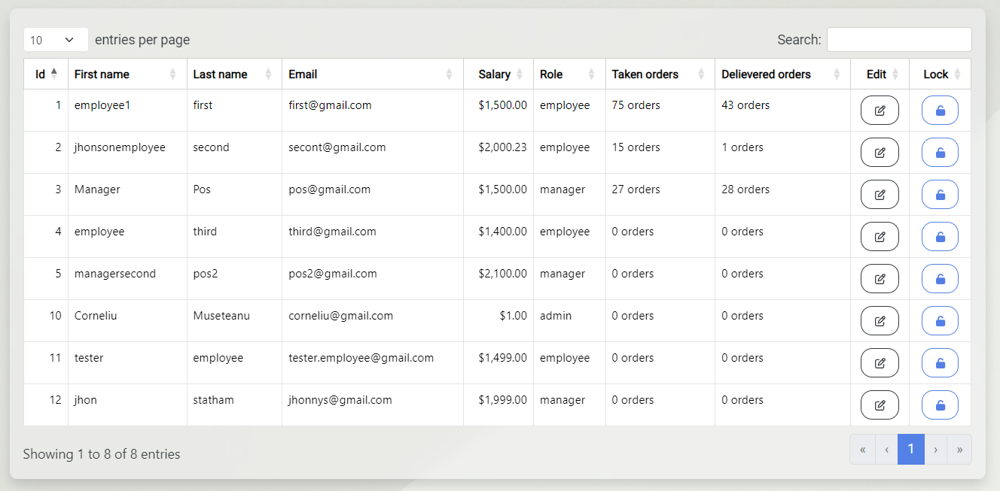 10 entries per page Search:
Id First name Last name Email Salary Role Taken orders Delievered orders Edit Lock
1 employee1 first first@gmail.com $1,500.00 employee 75 orders 43 orders
2 jhonsonemployee second secont@gmail.com $2,000.23 employee 15 orders 1 orders
3 Manager Pos pos@gmail.com $1,500.00 manager 27 orders 28 orders
4 employee third third@gmail.com $1,400.00 employee 0 orders 0 orders
5 managersecond pos2 pos2@gmail.com $2,100.00 manager 0 orders 0 orders
10 Corneliu Museteanu corneliu@gmail.com $1.00 admin 0 orders 0 orders
11 tester employee tester.employee@gmail.com $1,499.00 employee 0 orders 0 orders
12 jhon statham jhonnys@gmail.com $1,999.00 manager 0 orders 0 orders
Showing 1 to 8 of 8 entries « ‹ 1 › »